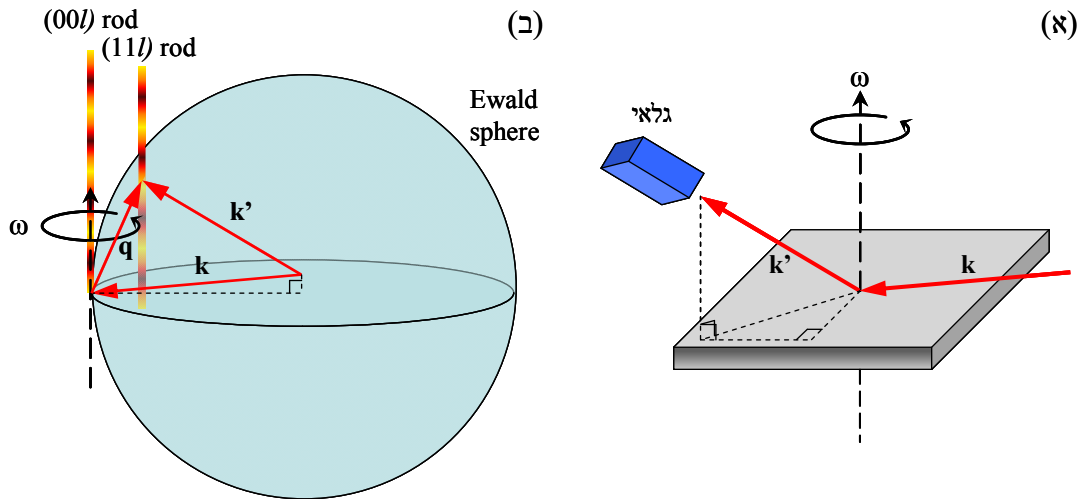 (א)
ω
גלאי
k'
k
(ב)
(00l) rod
(11l) rod
Ewald
sphere
ω
q
k
k'